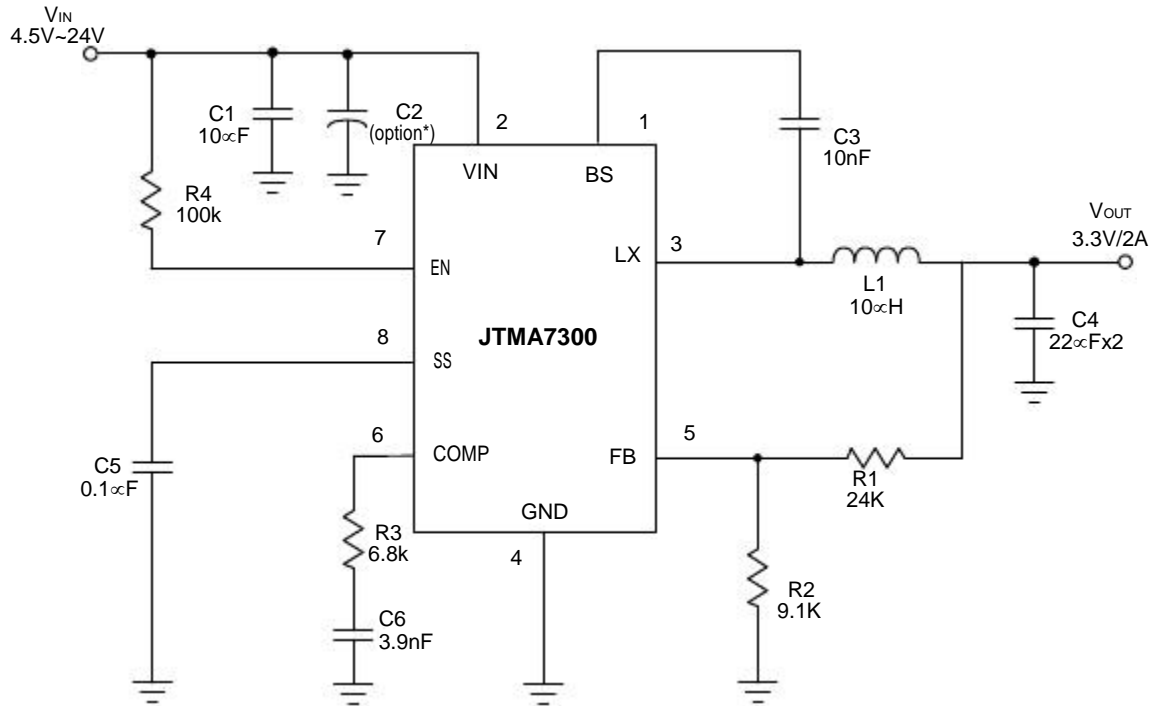 VIN
4.5V~24V
C1
10∝F
C2
(option*)
2
1
C3
10nF
VIN
BS
R4
100k
7
EN
LX
3
VOUT
3.3V/2A
L1
10∝H
C4
22∝Fx2
JTMA7300
8
SS
6
COMP
FB
5
C5
0.1∝F
R1
24K
GND
4
R3
6.8k
R2
9.1K
C6
3.9nF